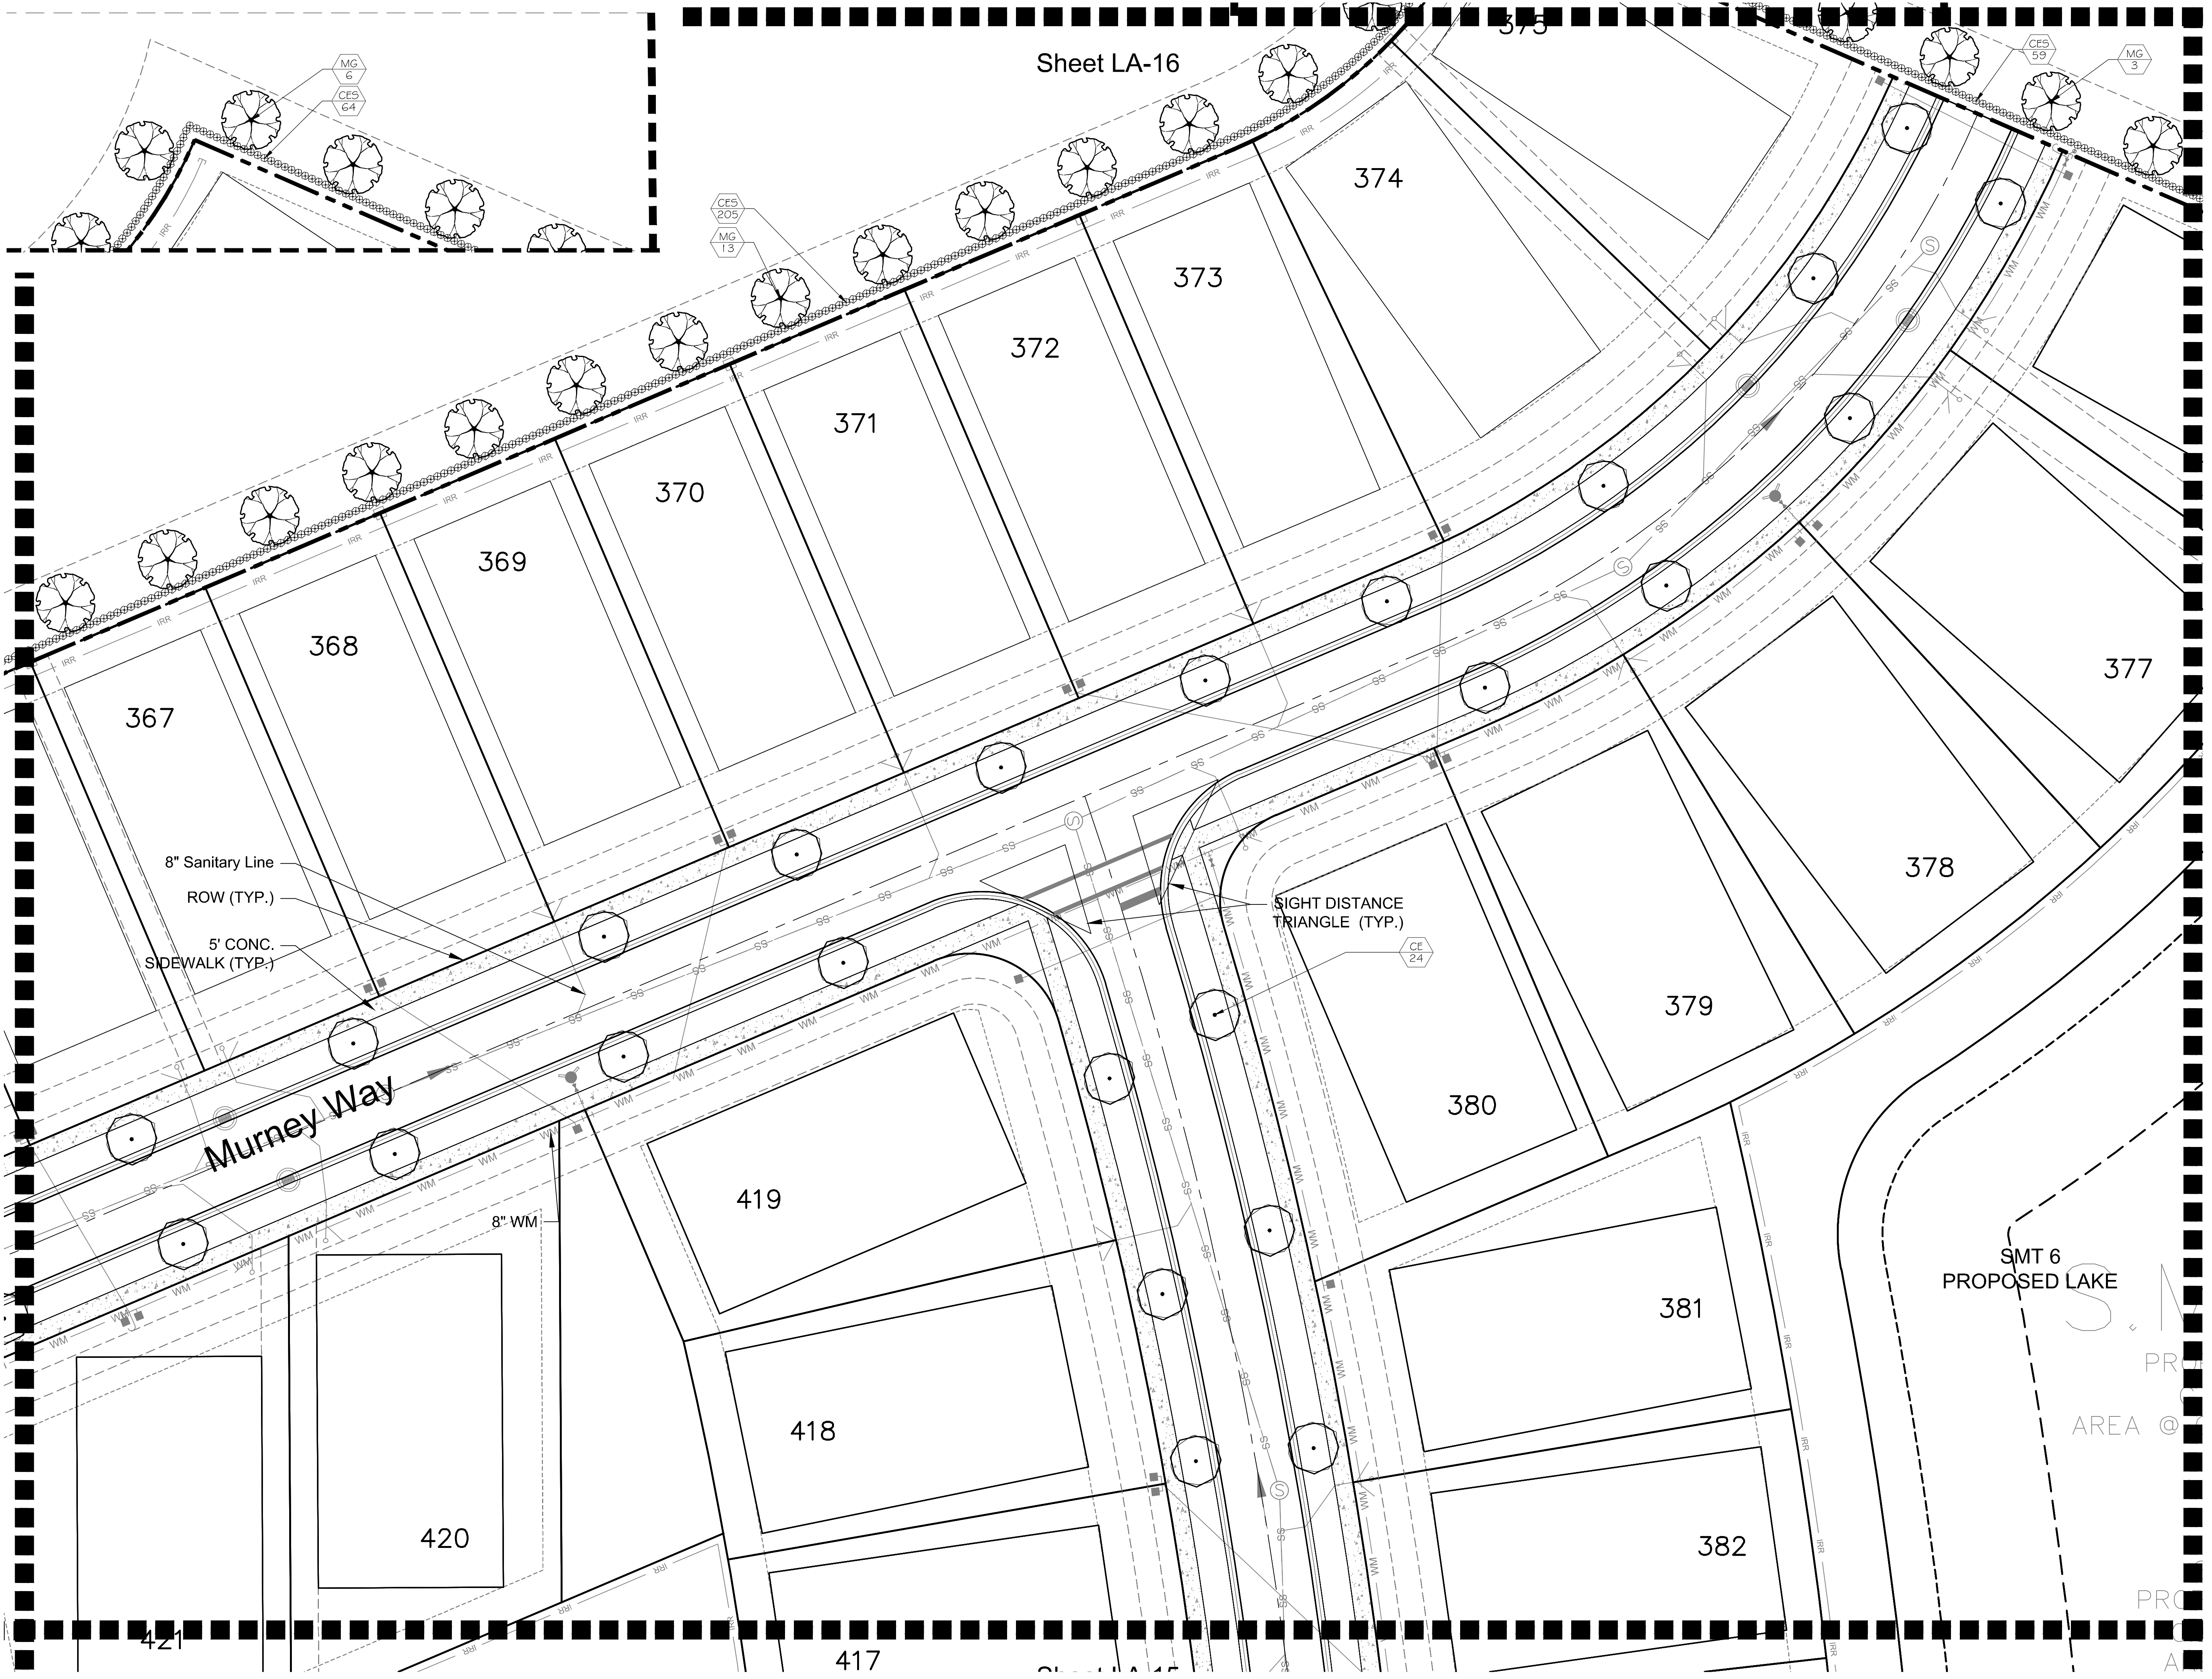 375
Sheet LA-16
CES
59
MG
3
MG
6
CES
64
374
CES
205
MG
13
373
372
371
370
369
368
367
377
378
8" Sanitary Line
ROW (TYP.)
5' CONC.
SIDEWALK (TYP.)
SIGHT DISTANCE
TRIANGLE (TYP.)
CE
24
379
380
Murney Way
419
8" WM
SMT 6
PROPOSED LAKE
381
418
AREA @
420
382
421
417
IRR
WM
SS
S